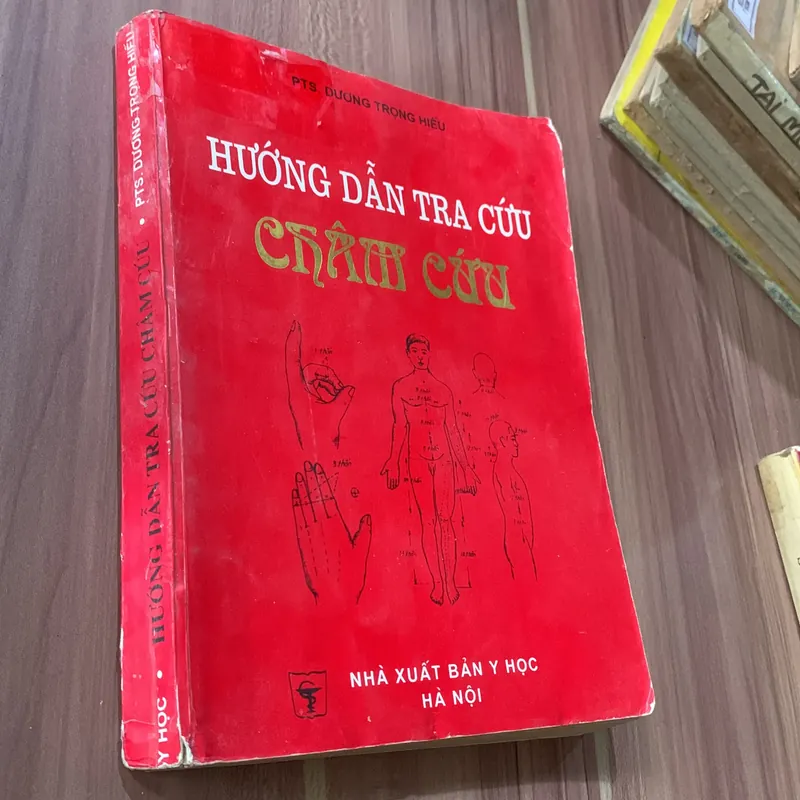 PTS. DƯƠNG TRỌNG HIẾU
HƯỚNG DẪN TRA CỨU
CHÂM CỨU
NHÀ XUẤT BẢN Y HỌC
HÀ NỘI
Y HỌC • HƯỚNG DẪN TRA CỨU CHÂM CỨU • PTS. DƯƠNG TRỌNG HIẾU
TAI M